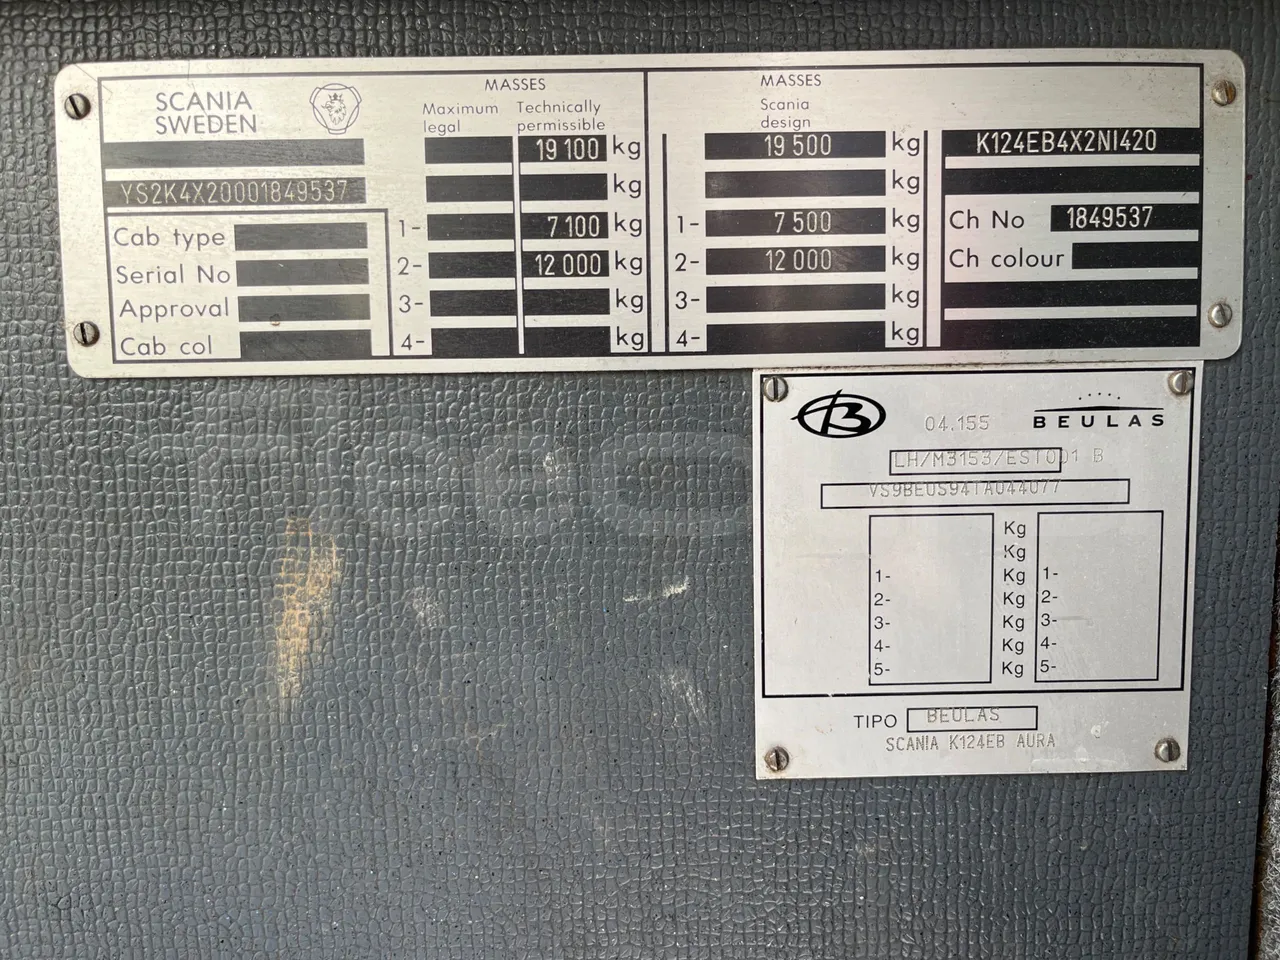 SCANIA
SWEDEN
YS2K4X20001849537
Cab type
Serial No
Approval
Cab col
MASSES
Maximum legal
Technically permissible
19 100 kg
kg
1- 7 100 kg
2- 12 000 kg
3- kg
4- kg
MASSES
Scania design
19 500 kg
kg
1- 7 500 kg
2- 12 000 kg
3- kg
4- kg
K124EB4X2NI420
Ch No 1849537
Ch colour
B
04.155
BEULAS
LH/M3153/EST001 B
VS9BEUS94TA044077
Kg
Kg
1- Kg 1-
2- Kg 2-
3- Kg 3-
4- Kg 4-
5- Kg 5-
TIPO BEULAS
SCANIA K124EB AURA